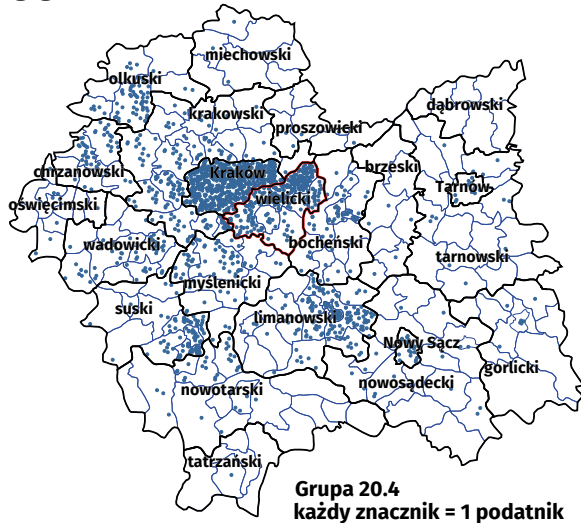 miechowski
olkuski
dąbrowski
krakowski
proszowicki
brzeski
chrzanowski
Kraków
Tarnów
wielicki
oświęcimski
wadowicki
bocheński
tarnowski
myślenicki
suski
limanowski
Nowy Sącz
gorlicki
nowosądecki
nowotarski
tatrzański
Grupa 20.4
każdy znacznik = 1 podatnik